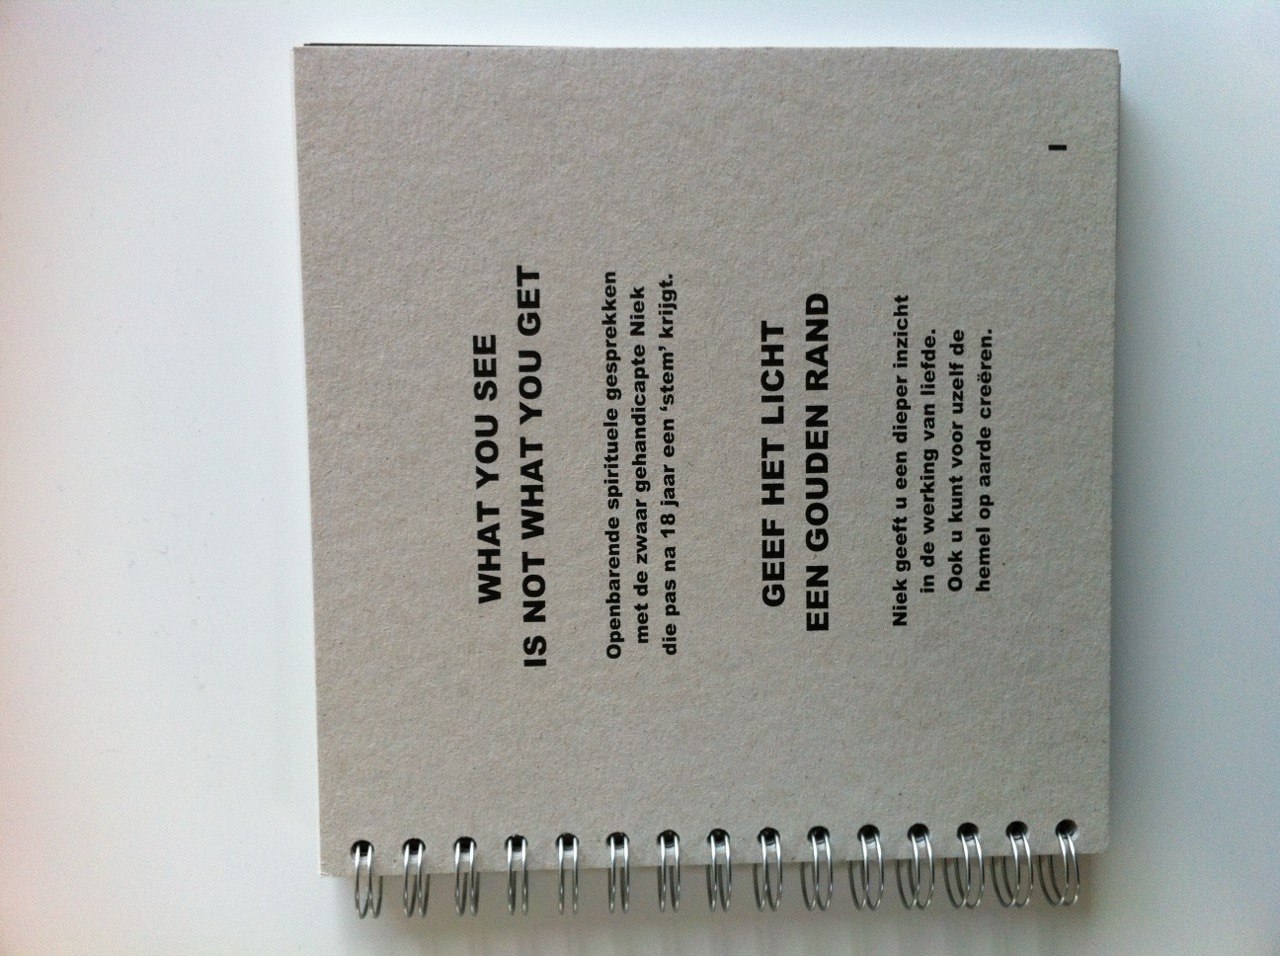 WHAT YOU SEE
IS NOT WHAT YOU GET
Openbarende spirituele gesprekken
met de zwaar gehandicapte Niek
die pas na 18 jaar een ‘stem’ krijgt.
GEEF HET LICHT
EEN GOUDEN RAND
Niek geeft u een dieper inzicht
in de werking van liefde.
Ook u kunt voor uzelf de
hemel op aarde creëren.
I